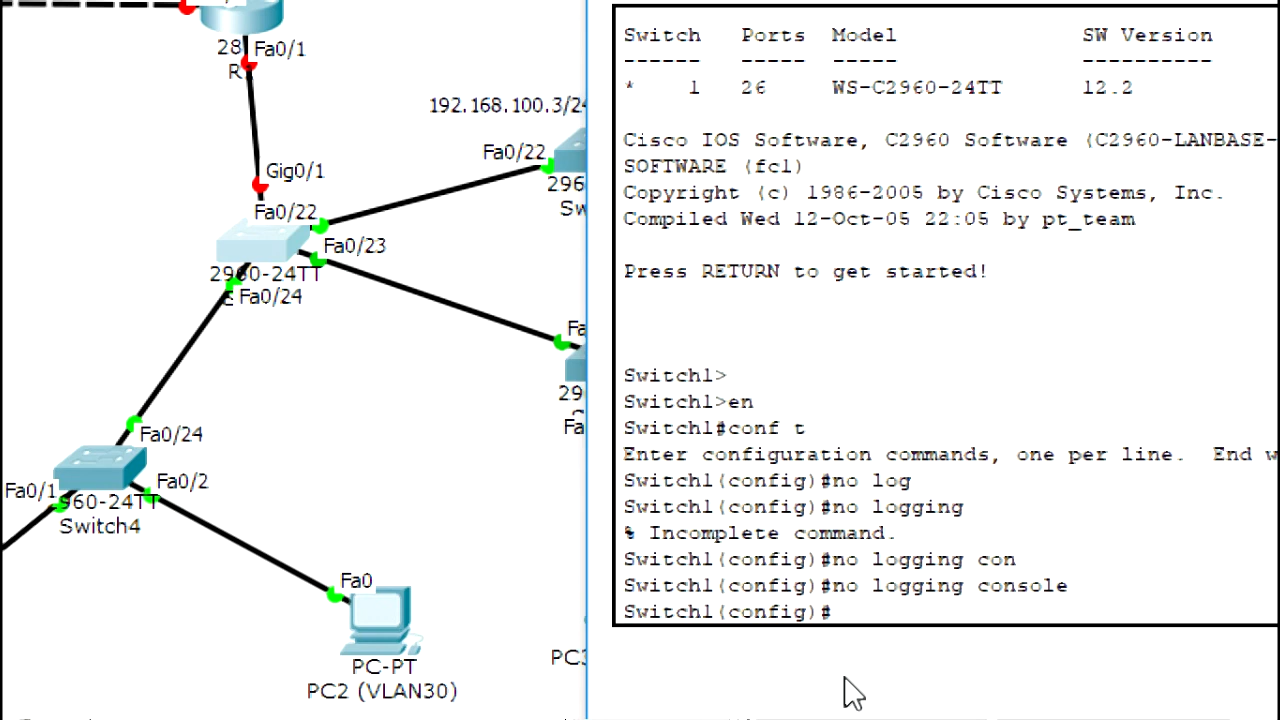 28
Fa0/1
R
Gig0/1
192.168.100.3/24
Fa0/22
296
Sw
Fa0/22
Fa0/23
2960-24TT
Fa0/24
Fa
29
Fa
Fa0/24
Fa0/1
Fa0/2
960-24TT
Switch4
Fa0
PC-PT
PC2 (VLAN30)
PC3
Switch Ports Model SW Version
------ ----- ----- ----------
* 1 26 WS-C2960-24TT 12.2
Cisco IOS Software, C2960 Software (C2960-LANBASE-
SOFTWARE (fc1)
Copyright (c) 1986-2005 by Cisco Systems, Inc.
Compiled Wed 12-Oct-05 22:05 by pt_team
Press RETURN to get started!
Switch1>
Switch1>en
Switch1#conf t
Enter configuration commands, one per line. End w
Switch1(config)#no log
Switch1(config)#no logging
% Incomplete command.
Switch1(config)#no logging con
Switch1(config)#no logging console
Switch1(config)#